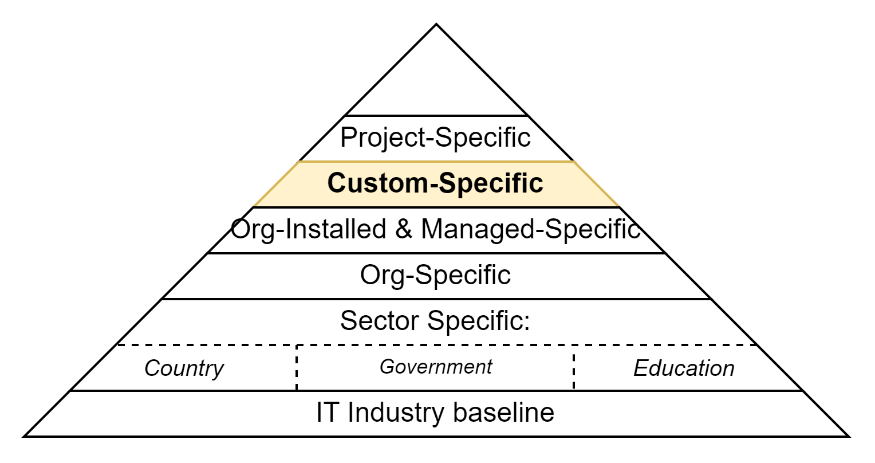 Project-Specific
Custom-Specific
Org-Installed & Managed-Specific
Org-Specific
Sector Specific:
Country Government Education
IT Industry baseline